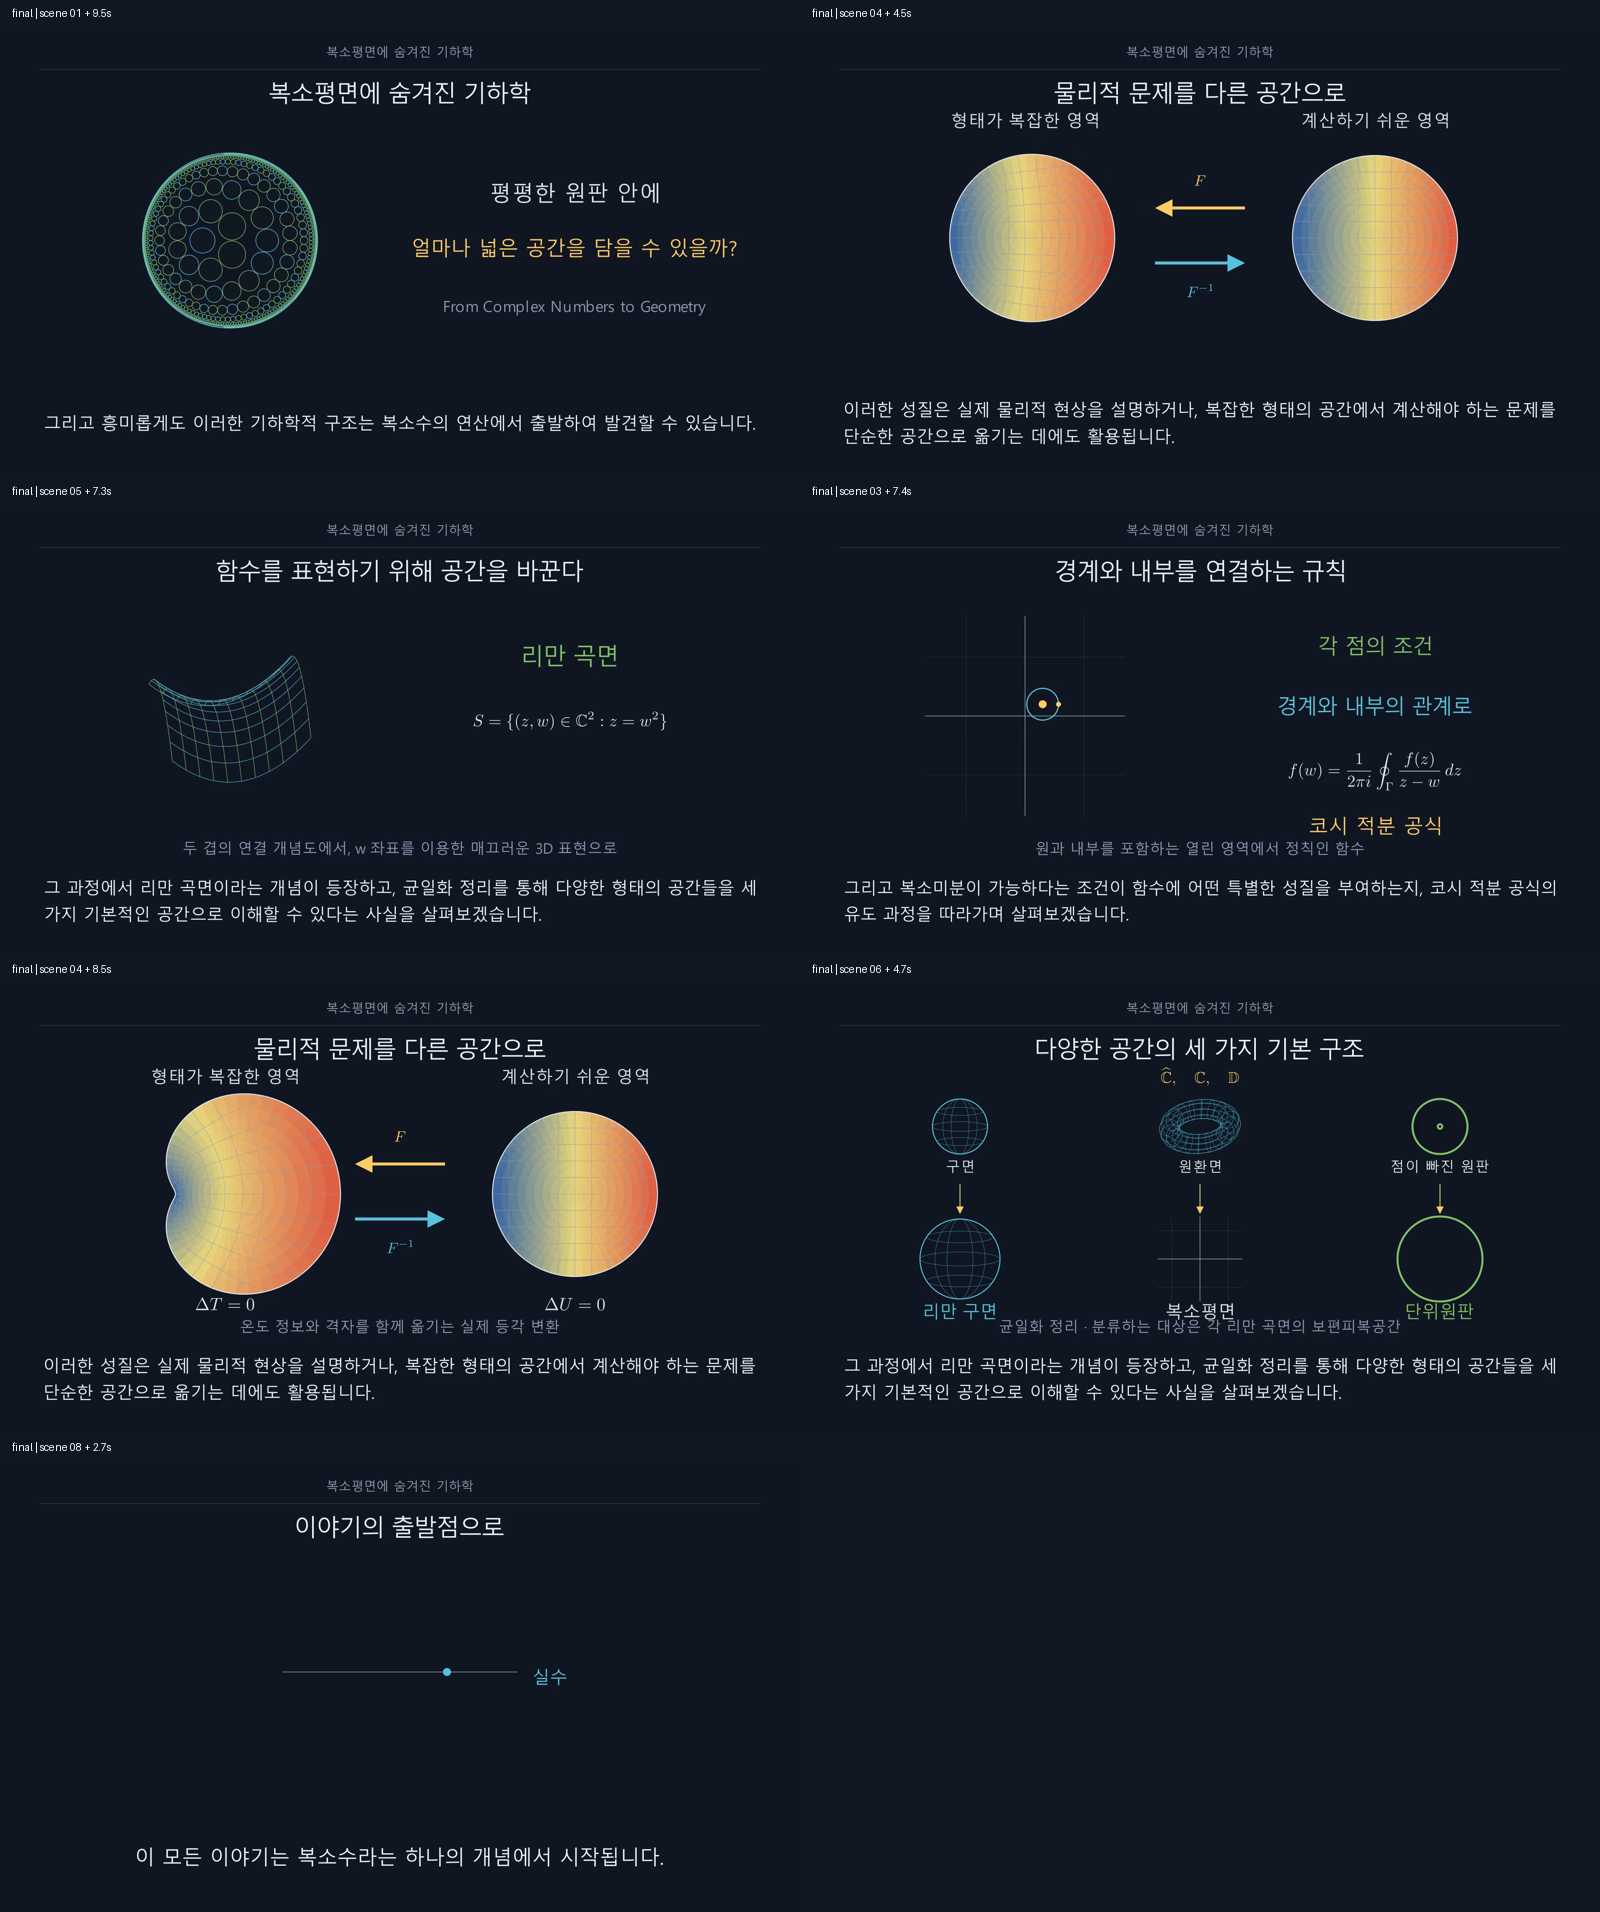 final | scene 01 + 9.5s
복소평면에 숨겨진 기하학
복소평면에 숨겨진 기하학
평평한 원판 안에
얼마나 넓은 공간을 담을 수 있을까?
From Complex Numbers to Geometry
그리고 흥미롭게도 이러한 기하학적 구조는 복소수의 연산에서 출발하여 발견할 수 있습니다.
final | scene 04 + 4.5s
복소평면에 숨겨진 기하학
물리적 문제를 다른 공간으로
형태가 복잡한 영역
계산하기 쉬운 영역
F
F⁻¹
이러한 성질은 실제 물리적 현상을 설명하거나, 복잡한 형태의 공간에서 계산해야 하는 문제를
단순한 공간으로 옮기는 데에도 활용됩니다.
final | scene 05 + 7.3s
복소평면에 숨겨진 기하학
함수를 표현하기 위해 공간을 바꾼다
리만 곡면
S = {(z, w) ∈ ℂ² : z = w²}
두 겹의 연결 개념도에서, w 좌표를 이용한 매끄러운 3D 표현으로
그 과정에서 리만 곡면이라는 개념이 등장하고, 균일화 정리를 통해 다양한 형태의 공간들을 세
가지 기본적인 공간으로 이해할 수 있다는 사실을 살펴보겠습니다.
final | scene 03 + 7.4s
복소평면에 숨겨진 기하학
경계와 내부를 연결하는 규칙
각 점의 조건
경계와 내부의 관계로
f(w) = 1/(2πi) ∮_Γ f(z)/(z − w) dz
코시 적분 공식
원과 내부를 포함하는 열린 영역에서 정칙인 함수
그리고 복소미분이 가능하다는 조건이 함수에 어떤 특별한 성질을 부여하는지, 코시 적분 공식의
유도 과정을 따라가며 살펴보겠습니다.
final | scene 04 + 8.5s
복소평면에 숨겨진 기하학
물리적 문제를 다른 공간으로
형태가 복잡한 영역
계산하기 쉬운 영역
F
F⁻¹
ΔT = 0
ΔU = 0
온도 정보와 격자를 함께 옮기는 실제 등각 변환
이러한 성질은 실제 물리적 현상을 설명하거나, 복잡한 형태의 공간에서 계산해야 하는 문제를
단순한 공간으로 옮기는 데에도 활용됩니다.
final | scene 06 + 4.7s
복소평면에 숨겨진 기하학
다양한 공간의 세 가지 기본 구조
ℂ̂, ℂ, 𝔻
구면
원환면
점이 빠진 원판
리만 구면
복소평면
단위원판
균일화 정리 · 분류하는 대상은 각 리만 곡면의 보편피복공간
그 과정에서 리만 곡면이라는 개념이 등장하고, 균일화 정리를 통해 다양한 형태의 공간들을 세
가지 기본적인 공간으로 이해할 수 있다는 사실을 살펴보겠습니다.
final | scene 08 + 2.7s
복소평면에 숨겨진 기하학
이야기의 출발점으로
실수
이 모든 이야기는 복소수라는 하나의 개념에서 시작됩니다.